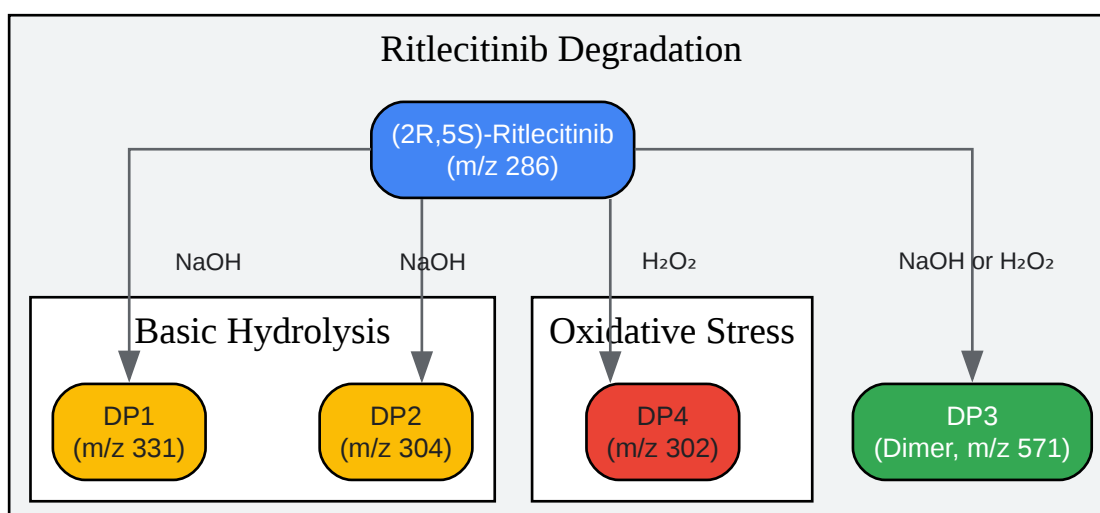 Ritlecitinib Degradation
(2R,5S)-Ritlecitinib
(m/z 286)
NaOH
NaOH
H₂O₂
NaOH or H₂O₂
Basic Hydrolysis
Oxidative Stress
DP1
(m/z 331)
DP2
(m/z 304)
DP4
(m/z 302)
DP3
(Dimer, m/z 571)